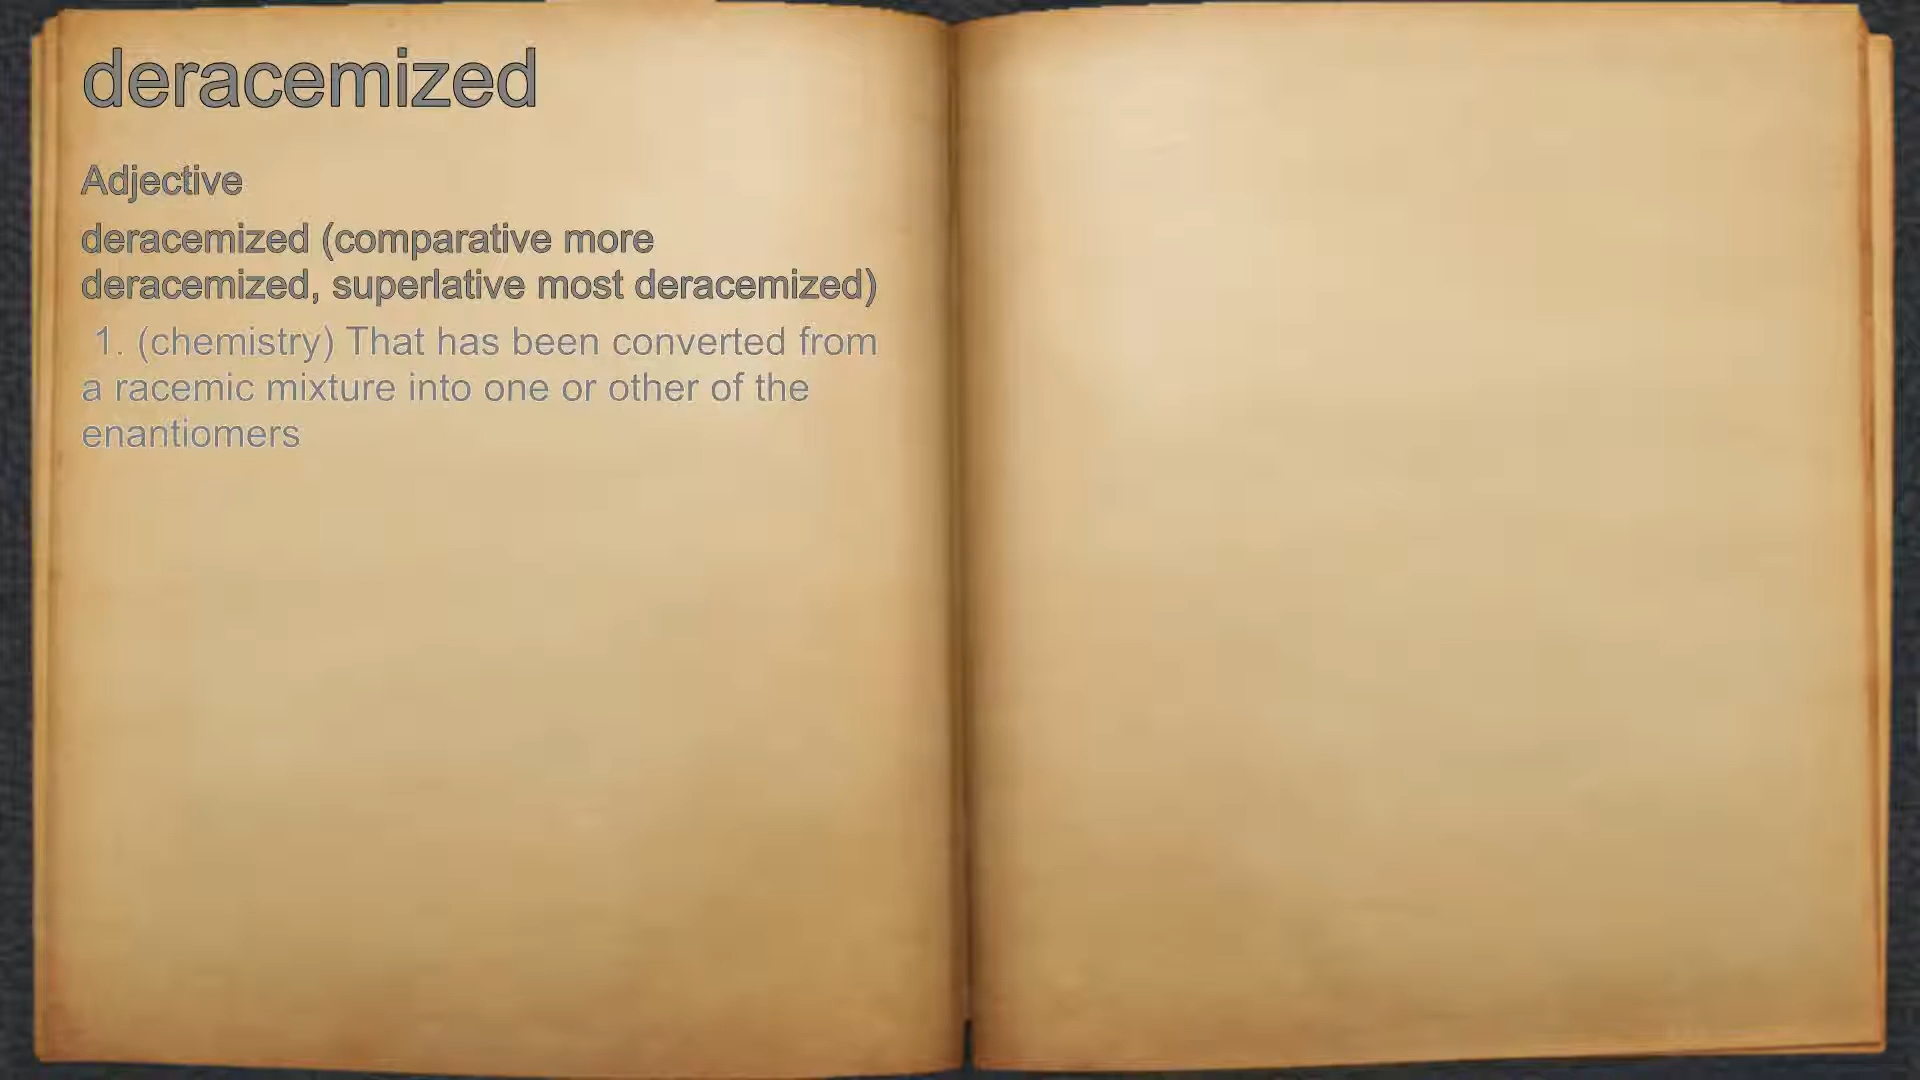 deracemized
Adjective
deracemized (comparative more
deracemized, superlative most deracemized)
1. (chemistry) That has been converted from
a racemic mixture into one or other of the
enantiomers